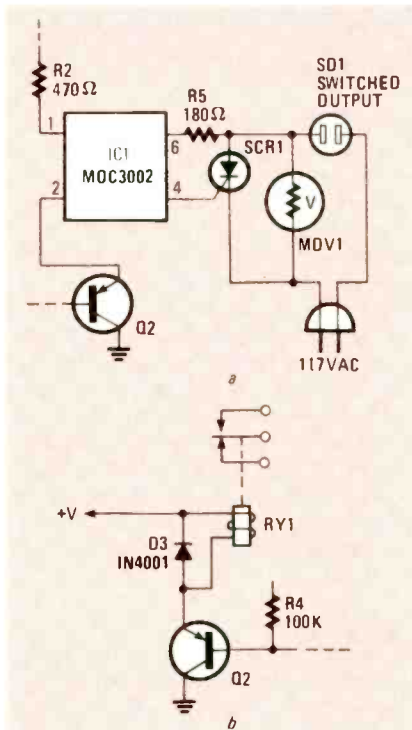 R2
470Ω
1
2
IC1
MOC3002
6
4
R5
180Ω
SCR1
SD1
SWITCHED
OUTPUT
V
MOV1
Q2
117VAC
a
+V
D3
IN4001
RY1
R4
100K
Q2
b